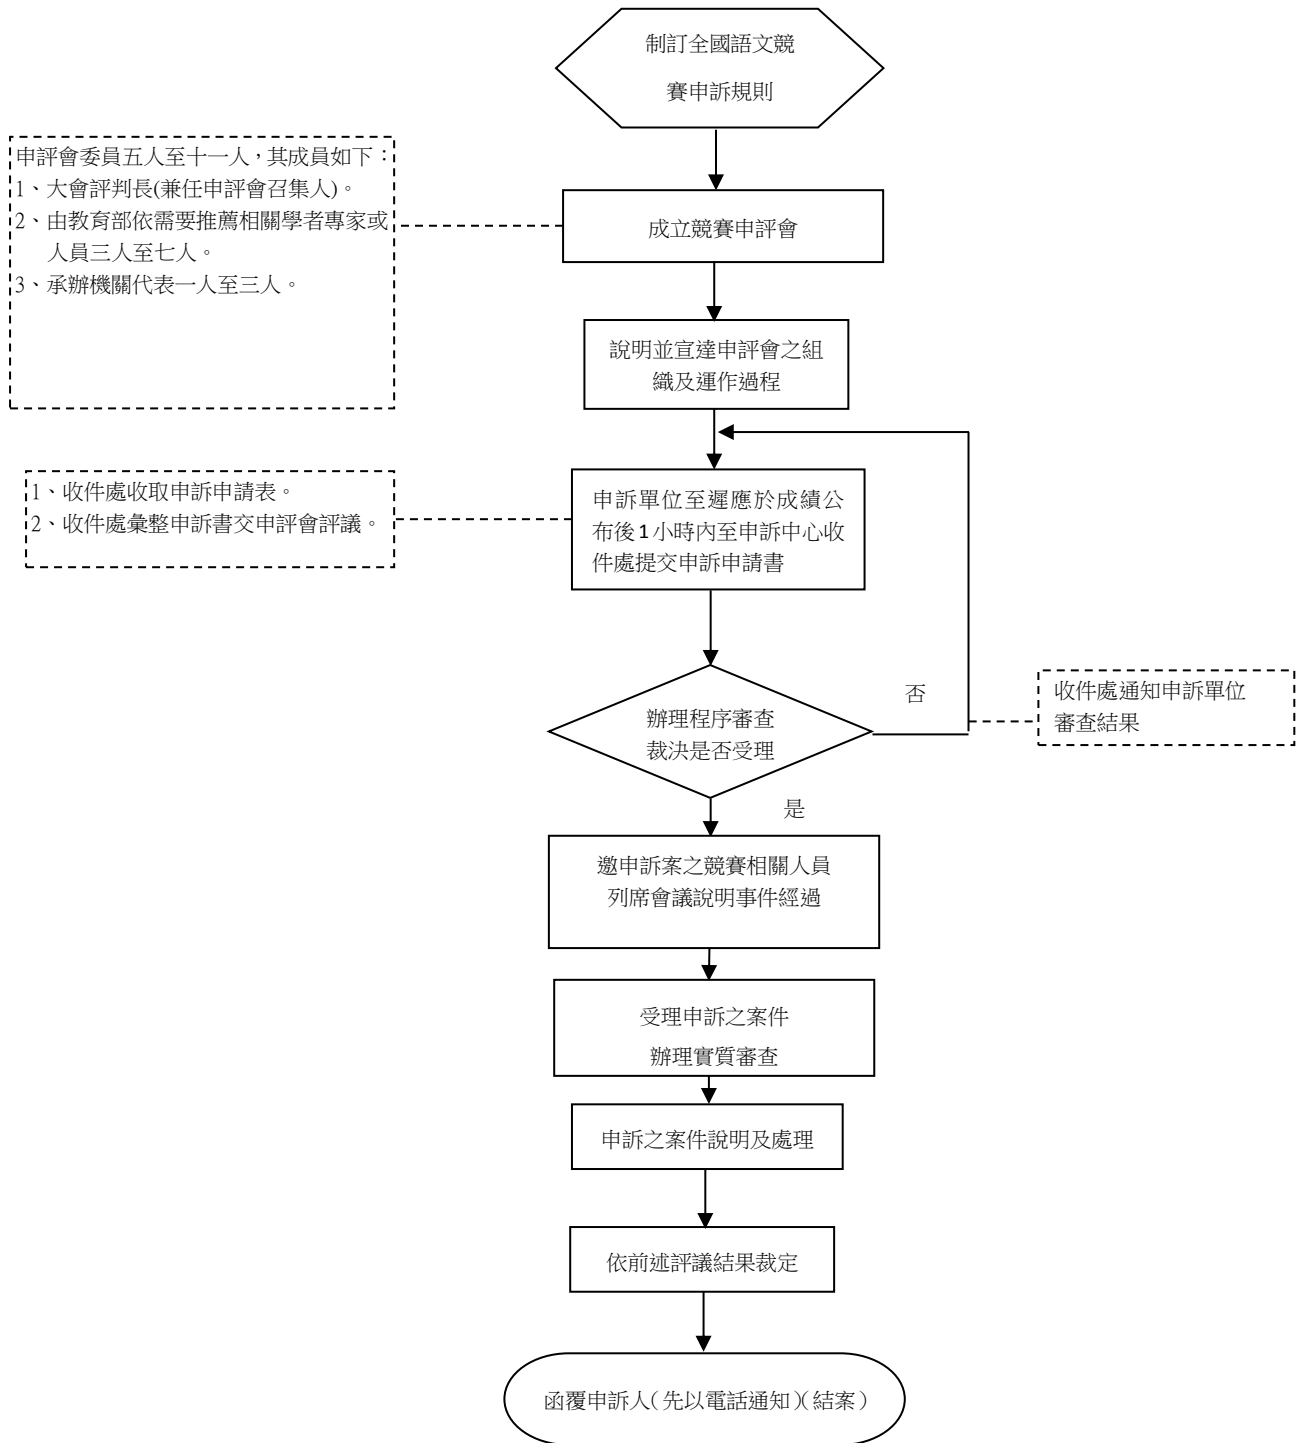 制訂全國語文競
賽申訴規則
申評會委員五人至十一人，其成員如下：
1、大會評判長(兼任申評會召集人)。
2、由教育部依需要推薦相關學者專家或
人員三人至七人。
3、承辦機關代表一人至三人。
成立競賽申評會
說明並宣達申評會之組
織及運作過程
1、收件處收取申訴申請表。
2、收件處彙整申訴書交申評會評議。
申訴單位至遲應於成績公
布後1小時內至申訴中心收
件處提交申訴申請書
辦理程序審查
裁決是否受理
否
收件處通知申訴單位
審查結果
是
邀申訴案之競賽相關人員
列席會議說明事件經過
受理申訴之案件
辦理實質審查
申訴之案件說明及處理
依前述評議結果裁定
函覆申訴人(先以電話通知)(結案)